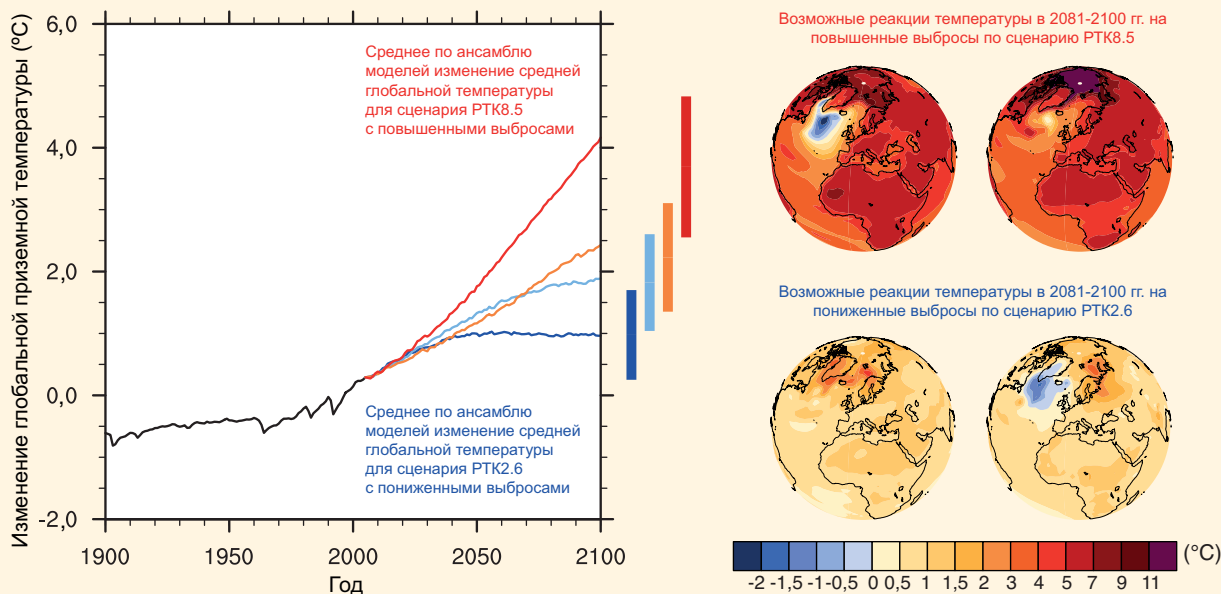 Изменение глобальной приземной температуры (ºC)
6,0
4,0
2,0
0,0
-2,0
1900
1950
2000
2050
2100
Год
Среднее по ансамблю
моделей изменение средней
глобальной температуры
для сценария РТК8.5
с повышенными выбросами
Среднее по ансамблю
моделей изменение средней
глобальной температуры
для сценария РТК2.6
с пониженными выбросами
Возможные реакции температуры в 2081-2100 гг. на
повышенные выбросы по сценарию РТК8.5
Возможные реакции температуры в 2081-2100 гг. на
пониженные выбросы по сценарию РТК2.6
-2 -1,5 -1 -0,5 0 0,5 1 1,5 2 3 4 5 7 9 11 (°C)